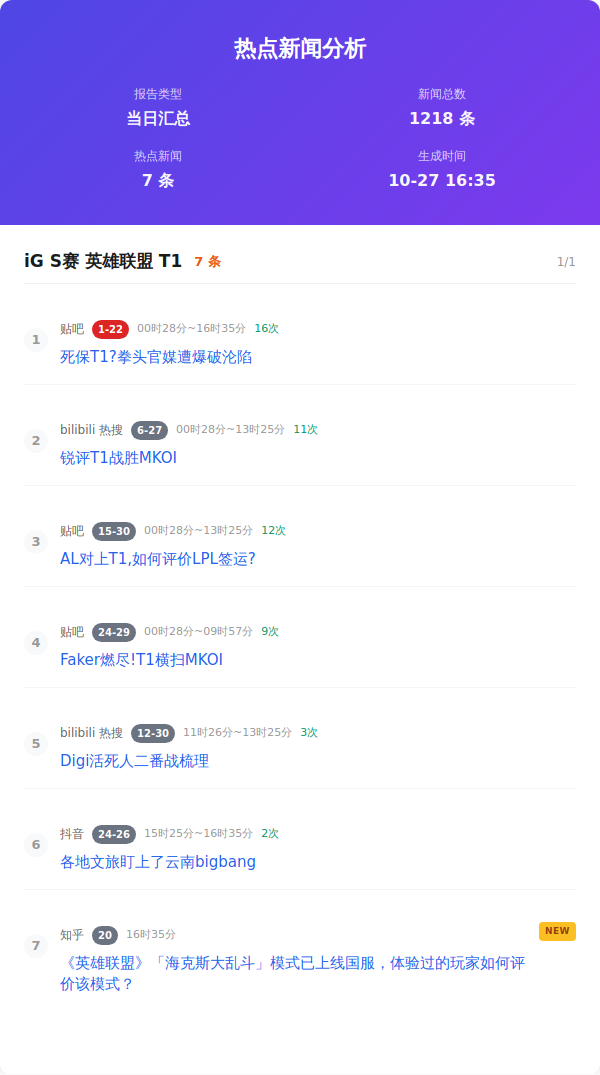 热点新闻分析
报告类型
新闻总数
当日汇总
1218 条
热点新闻
生成时间
7 条
10-27 16:35
iG S赛 英雄联盟 T1 7 条 1/1
1
贴吧 1-22 00时28分~16时35分 16次
死保T1?拳头官媒遭爆破沦陷
2
bilibili 热搜 6-27 00时28分~13时25分 11次
锐评T1战胜MKOI
3
贴吧 15-30 00时28分~13时25分 12次
AL对上T1,如何评价LPL签运?
4
贴吧 24-29 00时28分~09时57分 9次
Faker燃尽!T1横扫MKOI
5
bilibili 热搜 12-30 11时26分~13时25分 3次
Digi活死人二番战梳理
6
抖音 24-26 15时25分~16时35分 2次
各地文旅盯上了云南bigbang
7
知乎 20 16时35分 NEW
《英雄联盟》「海克斯大乱斗」模式已上线国服，体验过的玩家如何评
价该模式？